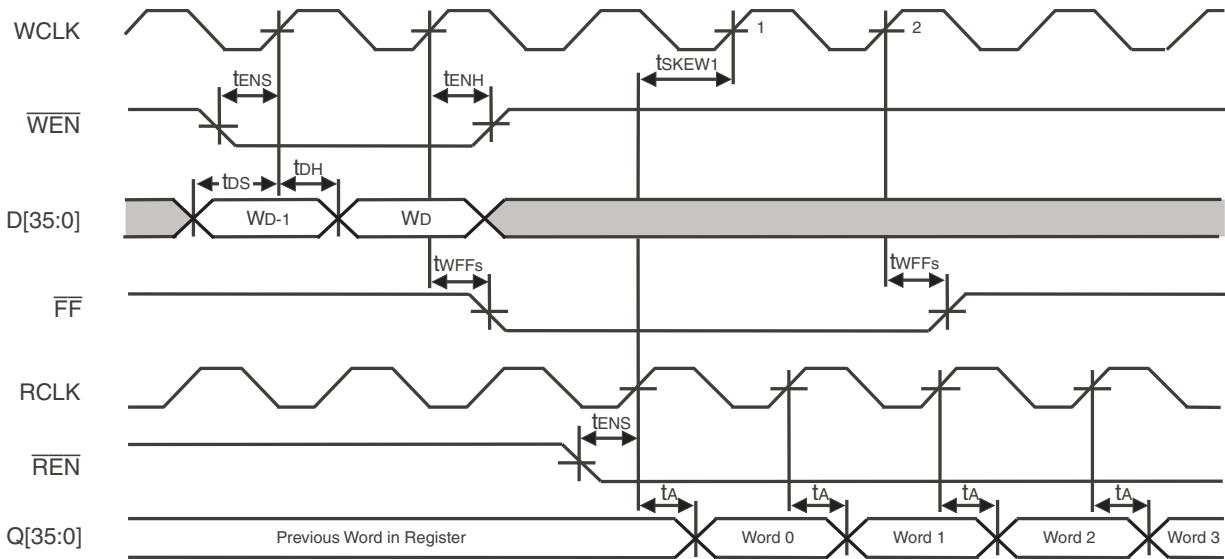 WCLK
1
2
tSKEW1
tENS
tENH
WEN
tDS
tDH
D[35:0]
WD-1
WD
tWFFs
tWFFs
FF
RCLK
tENS
REN
tA
tA
tA
tA
Q[35:0]
Previous Word in Register
Word 0
Word 1
Word 2
Word 3